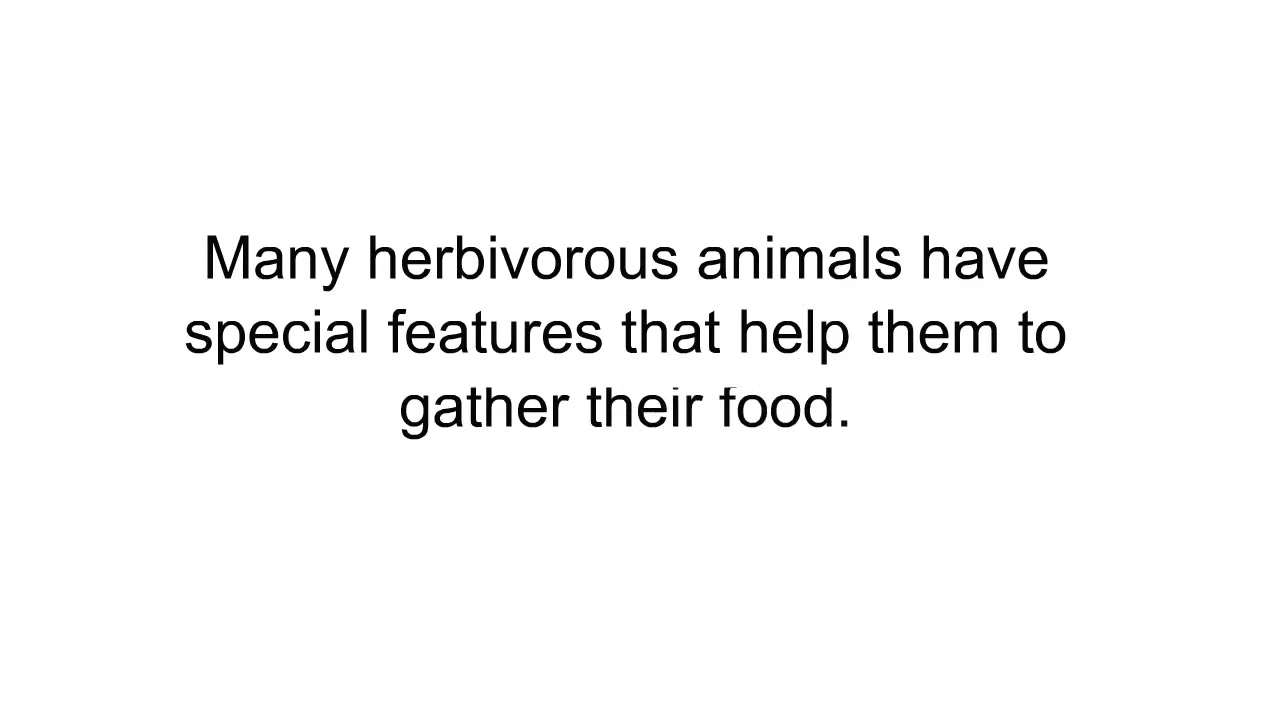 Many herbivorous animals have
special features that help them to
gather their food.